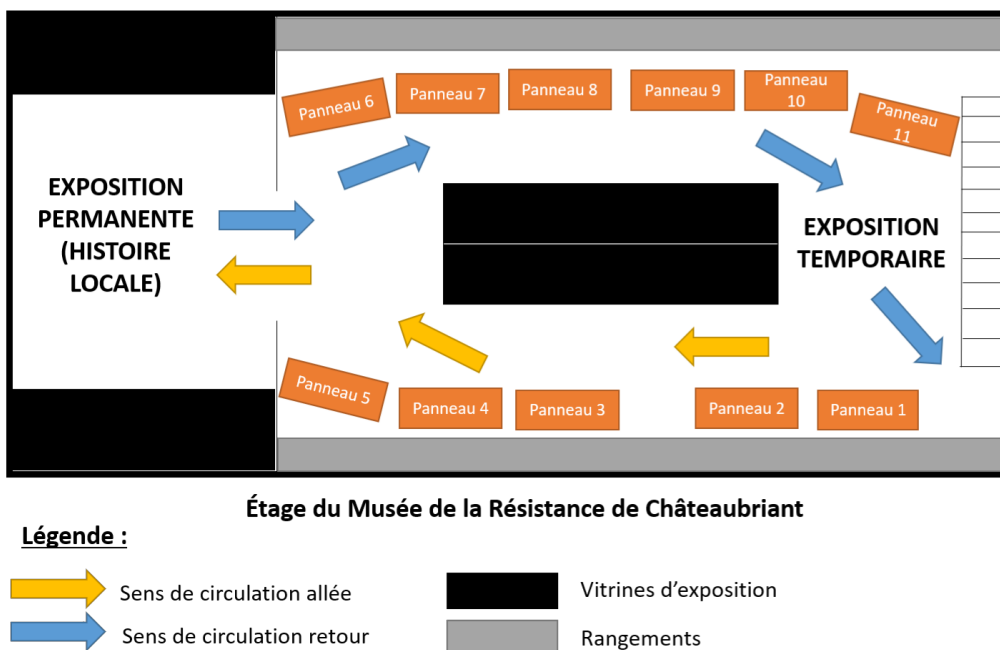 Panneau 6
Panneau 7
Panneau 8
Panneau 9
Panneau
10
Panneau
11
EXPOSITION
PERMANENTE
(HISTOIRE
LOCALE)
EXPOSITION
TEMPORAIRE
Panneau 5
Panneau 4
Panneau 3
Panneau 2
Panneau 1
Étage du Musée de la Résistance de Châteaubriant
Légende :
Sens de circulation allée
Vitrines d’exposition
Sens de circulation retour
Rangements